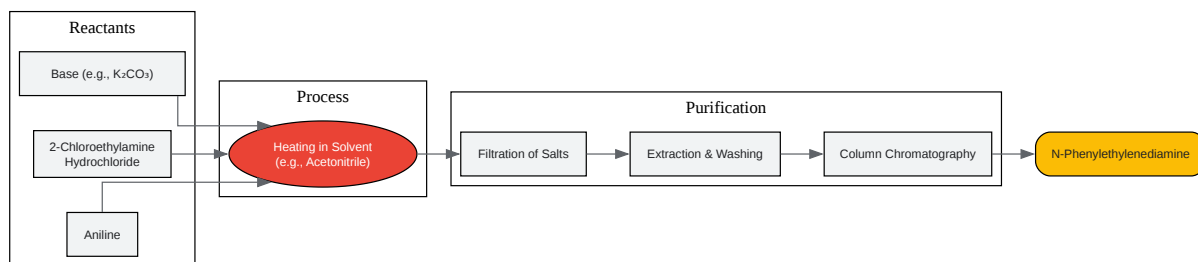 Reactants
Base (e.g., K₂CO₃)
2-Chloroethylamine
Hydrochloride
Aniline
Process
Heating in Solvent
(e.g., Acetonitrile)
Purification
Filtration of Salts
Extraction & Washing
Column Chromatography
N-Phenylethylenediamine